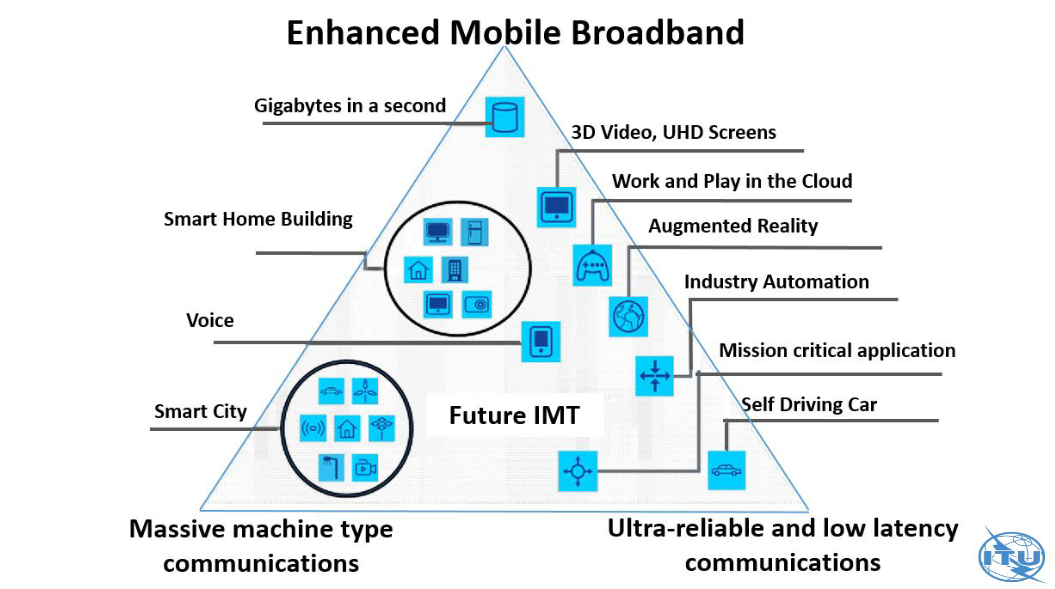 Enhanced Mobile Broadband
Gigabytes in a second
3D Video, UHD Screens
Work and Play in the Cloud
Smart Home Building
Augmented Reality
Industry Automation
Voice
Mission critical application
Smart City
Future IMT
Self Driving Car
Massive machine type
communications
Ultra-reliable and low latency
communications
ITU